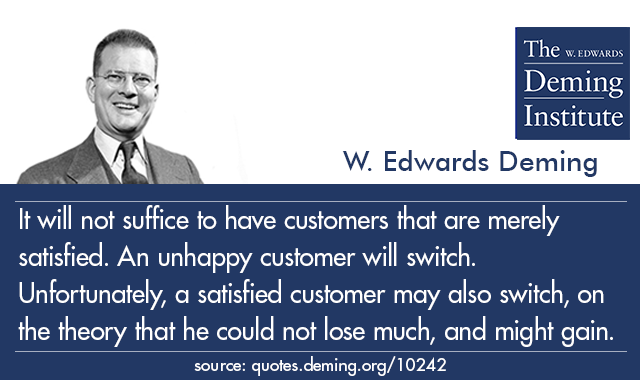 The W. EDWARDS
Deming
Institute
W. Edwards Deming
It will not suffice to have customers that are merely
satisfied. An unhappy customer will switch.
Unfortunately, a satisfied customer may also switch, on
the theory that he could not lose much, and might gain.
source: quotes.deming.org/10242